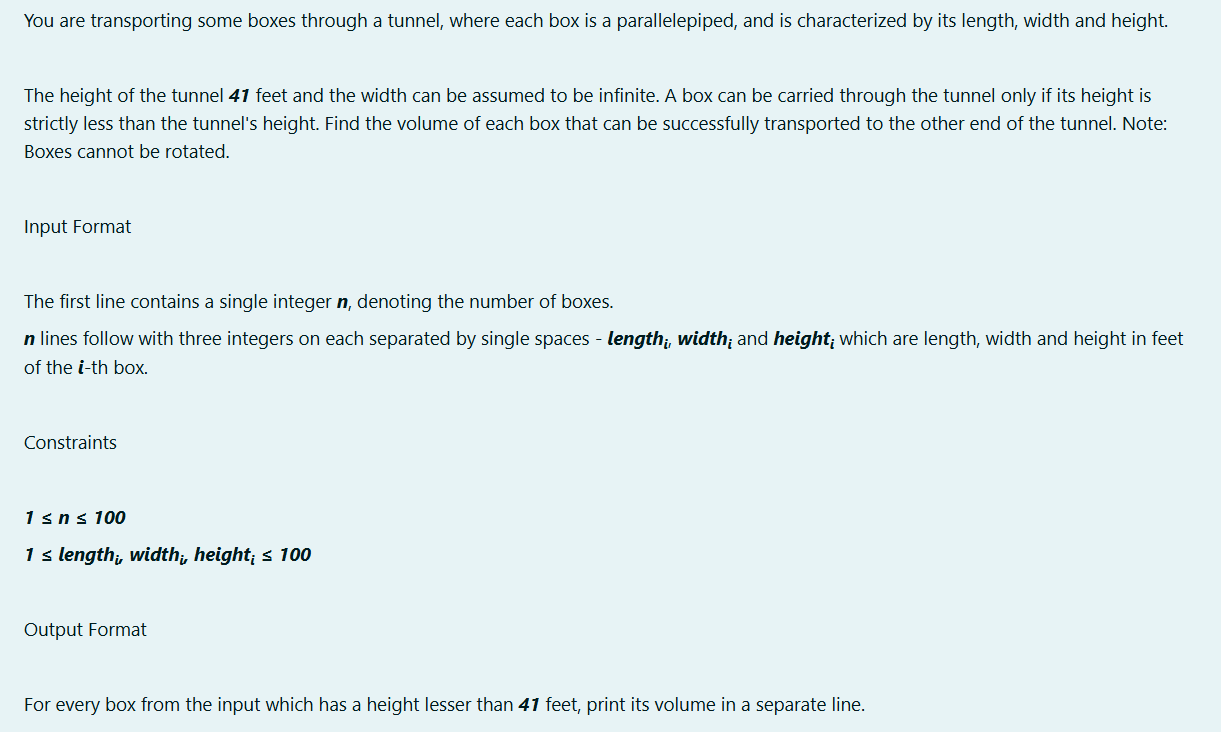 You are transporting some boxes through a tunnel, where each box is a parallelepiped, and is characterized by its length, width and height.
The height of the tunnel 41 feet and the width can be assumed to be infinite. A box can be carried through the tunnel only if its height is
strictly less than the tunnel's height. Find the volume of each box that can be successfully transported to the other end of the tunnel. Note:
Boxes cannot be rotated.
Input Format
The first line contains a single integer n, denoting the number of boxes.
n lines follow with three integers on each separated by single spaces - lengthᵢ, widthᵢ and heightᵢ which are length, width and height in feet
of the i-th box.
Constraints
1 ≤ n ≤ 100
1 ≤ lengthᵢ, widthᵢ, heightᵢ ≤ 100
Output Format
For every box from the input which has a height lesser than 41 feet, print its volume in a separate line.